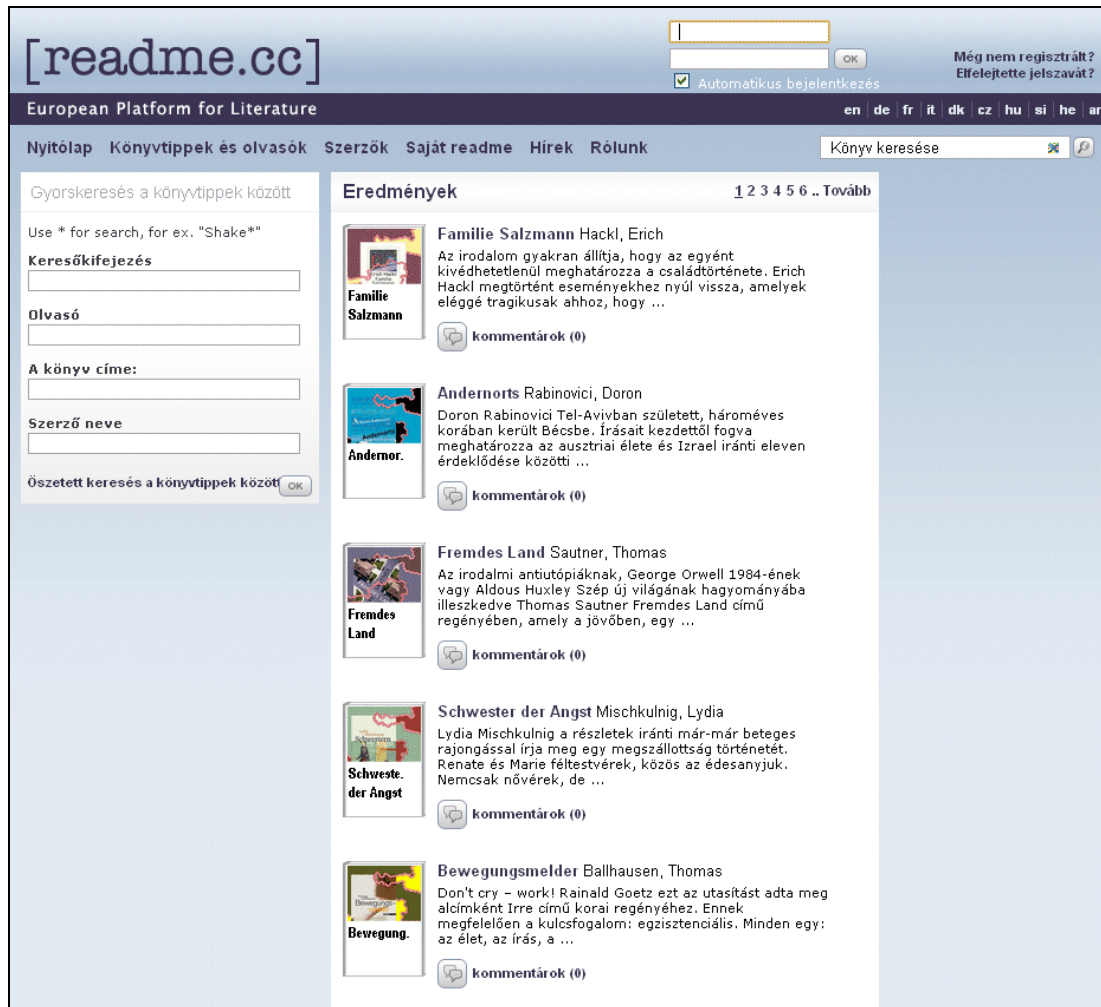 [readme.cc]
OK
Automatikus bejelentkezés
Még nem regisztrált?
Elfelejtette jelszavát?
European Platform for Literature
en de fr it dk cz hu si he ar
Nyitólap Könyvtippek és olvasók Szerzők Saját readme Hírek Rólunk
Könyv keresése
Gyorskeresés a könyvtippek között
Use * for search, for ex. "Shake*"
Keresőkifejezés
Olvasó
A könyv címe:
Szerző neve
Öszetett keresés a könyvtippek között
OK
Eredmények
1 2 3 4 5 6 .. Tovább
Familie
Salzmann
Familie Salzmann Hackl, Erich
Az irodalom gyakran állítja, hogy az egyént
kivédhetetlenül meghatározza a családtörténete. Erich
Hackl megtörtént eseményekhez nyúl vissza, amelyek
eléggé tragikusak ahhoz, hogy ...
kommentárok (0)
Andernor.
Andernorts Rabinovici, Doron
Doron Rabinovici Tel-Avivban született, hároméves
korában került Bécsbe. Írásait kezdettől fogva
meghatározza az ausztriai élete és Izrael iránti eleven
érdeklődése közötti ...
kommentárok (0)
Fremdes
Land
Fremdes Land Sautner, Thomas
Az irodalmi antiutópiáknak, George Orwell 1984-ének
vagy Aldous Huxley Szép új világának hagyományába
illeszkedve Thomas Sautner Fremdes Land című
regényében, amely a jövőben, egy ...
kommentárok (0)
Schweste.
der Angst
Schwester der Angst Mischkulnig, Lydia
Lydia Mischkulnig a részletek iránti már-már beteges
rajongással írja meg egy megszállottság történetét.
Renate és Marie féltestvérek, közös az édesanyjuk.
Nemcsak nővérek, de ...
kommentárok (0)
Bewegung.
Bewegungsmelder Ballhausen, Thomas
Don't cry – work! Rainald Goetz ezt az utasítást adta meg
alcímként Irre című korai regényéhez. Ennek
megfelelően a kulcsfogalom: egzisztenciális. Minden egy:
az élet, az írás, a ...
kommentárok (0)